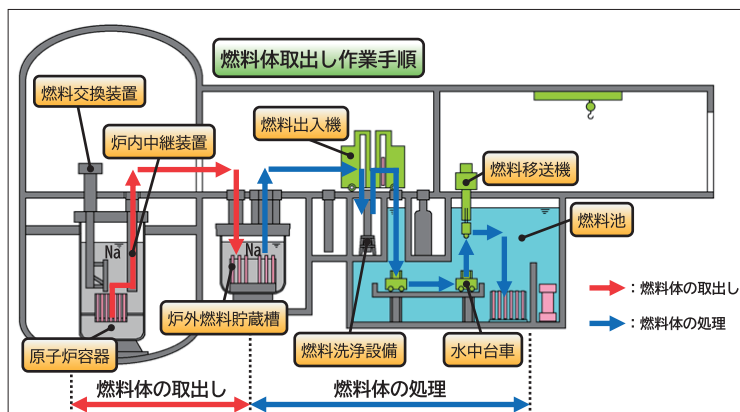 燃料体取出し作業手順
燃料交換装置
炉内中継装置
燃料出入機
燃料移送機
燃料池
Na
Na
炉外燃料貯蔵槽
原子炉容器
燃料洗浄設備
水中台車
：燃料体の取出し
：燃料体の処理
燃料体の取出し
燃料体の処理